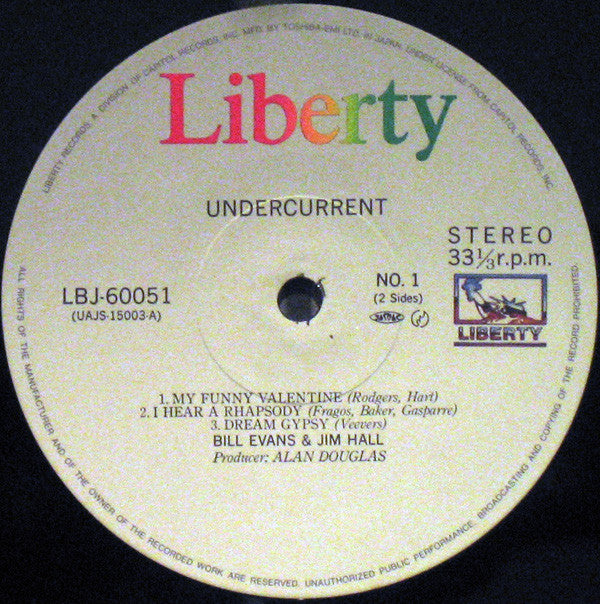 LIBERTY RECORDS A DIVISION OF CAPITOL RECORDS, INC. MFD. BY TOSHIBA-EMI LTD. IN JAPAN, UNDER LICENSE FROM CAPITOL RECORDS, INC.
Liberty
UNDERCURRENT
STEREO
33⅓r.p.m.
LBJ-60051
(UAJS-15003-A)
NO. 1
(2 Sides)
LIBERTY
1. MY FUNNY VALENTINE (Rodgers, Hart)
2. I HEAR A RHAPSODY (Fragos, Baker, Gasparre)
3. DREAM GYPSY (Veevers)
BILL EVANS & JIM HALL
Producer: ALAN DOUGLAS
ALL RIGHTS OF THE MANUFACTURER AND OF THE OWNER OF THE RECORDED WORK ARE RESERVED. UNAUTHORIZED PUBLIC PERFORMANCE, BROADCASTING AND COPYING OF THE RECORD PROHIBITED.